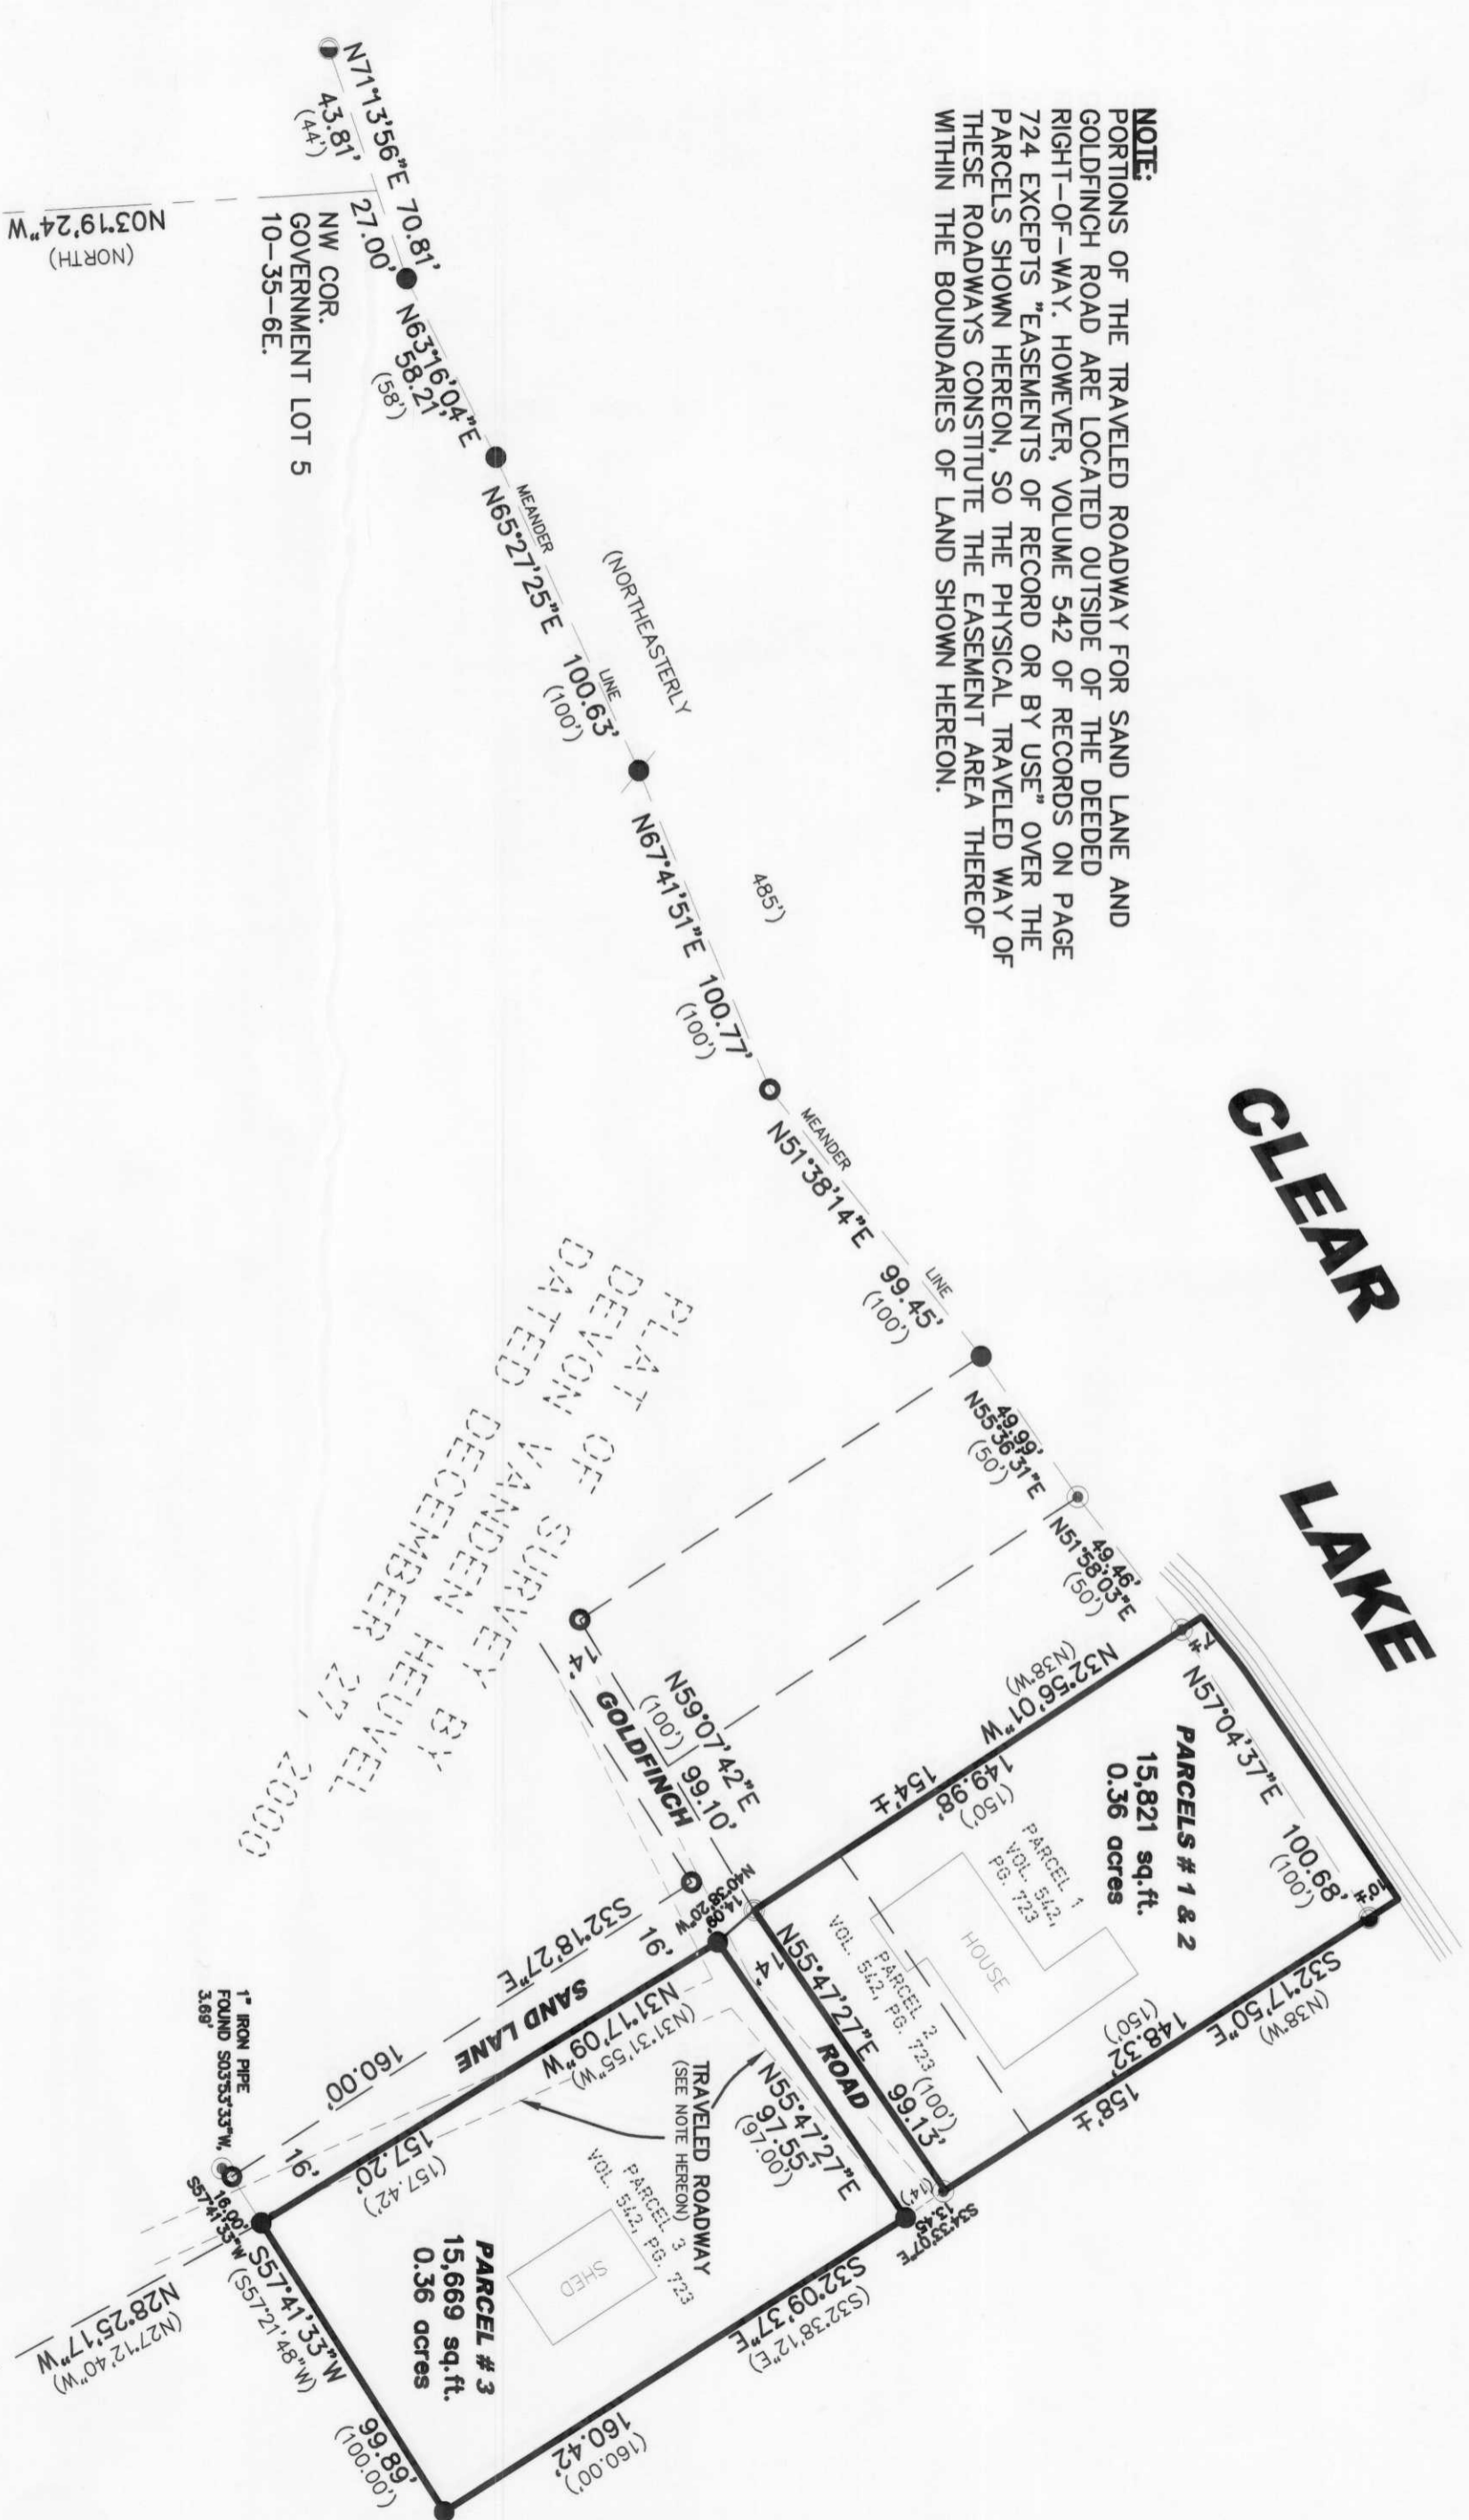 NOTE:
PORTIONS OF THE TRAVELED ROADWAY FOR SAND LANE AND
GOLDFINCH ROAD ARE LOCATED OUTSIDE OF THE DEEDED
RIGHT-OF-WAY. HOWEVER, VOLUME 542 OF RECORDS ON PAGE
724 EXCEPTS "EASEMENTS OF RECORD OR BY USE" OVER THE
PARCELS SHOWN HEREON, SO THE PHYSICAL TRAVELED WAY OF
THESE ROADWAYS CONSTITUTE THE EASEMENT AREA THEREOF
WITHIN THE BOUNDARIES OF LAND SHOWN HEREON.
CLEAR
LAKE
N71°13'56"E 70.81'
43.81'
(44')
27.00'
N03°19'24"W
(NORTH)
NW COR.
GOVERNMENT LOT 5
10-35-6E.
N63°16'04"E
58.21'
(58')
MEANDER
LINE
N65°27'25"E 100.63'
(100')
(NORTHEASTERLY
485')
N67°41'51"E 100.77'
(100')
MEANDER
LINE
N51°38'14"E 99.45'
(100')
49.99'
N55°36'31"E
(50')
49.46'
N51°58'03"E
(50')
7'±
N57°04'37"E 100.68'
(100')
9'±
PARCELS # 1 & 2
15,821 sq.ft.
0.36 acres
N32°56'01"W 149.98'
(N38°W) (150')
154'±
S32°17'50"E 148.32'
(N38°W) (150')
158'±
PARCEL 1
VOL. 542,
PG. 723
HOUSE
PARCEL 2
VOL. 542, PG. 723
(100')
N55°47'27"E 99.13'
14'
ROAD
N59°07'42"E 99.10'
(100')
14'
GOLDFINCH
14.69'
(14')
13.45'
S34°33'07"E
N55°47'27"E
97.55'
(97.00')
PLAT OF SURVEY BY
DEVON VANDEN HEUVEL
DATED DECEMBER 27, 2000
S32°18'27"E 160.00'
16'
SAND LANE
16'
N31°17'09"W 157.20'
(N31°31'55"W) (157.42')
TRAVELED ROADWAY
(SEE NOTE HEREON)
PARCEL 3
VOL. 542, PG. 723
SHED
PARCEL # 3
15,669 sq.ft.
0.36 acres
S32°09'37"E 160.42'
(S32°38'12"E) (160.00')
1" IRON PIPE
FOUND S03°53'33"W,
3.69'
16.00'
S57°41'33"W
S57°41'33"W 99.89'
(S57°21'48"W) (100.00')
N28°25'17"W
(N27°12'40"W)